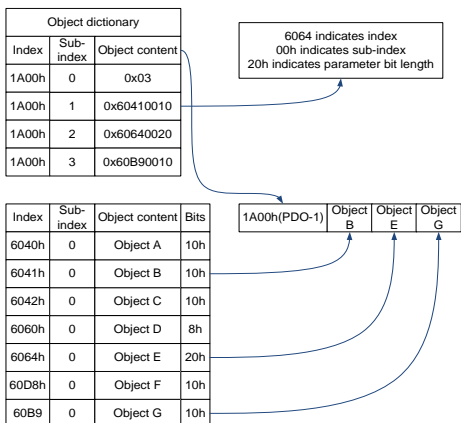 Object dictionary
Index Sub-index Object content
1A00h 0 0x03
1A00h 1 0x60410010
1A00h 2 0x60640020
1A00h 3 0x60B90010
6064 indicates index
00h indicates sub-index
20h indicates parameter bit length
Index Sub-index Object content Bits
6040h 0 Object A 10h
6041h 0 Object B 10h
6042h 0 Object C 10h
6060h 0 Object D 8h
6064h 0 Object E 20h
60D8h 0 Object F 10h
60B9 0 Object G 10h
1A00h(PDO-1) Object B Object E Object G